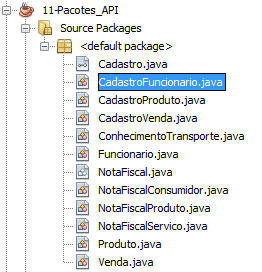 11-Pacotes_API
Source Packages
<default package>
Cadastro.java
CadastroFuncionario.java
CadastroProduto.java
CadastroVenda.java
ConhecimentoTransporte.java
Funcionario.java
NotaFiscal.java
NotaFiscalConsumidor.java
NotaFiscalProduto.java
NotaFiscalServico.java
Produto.java
Venda.java